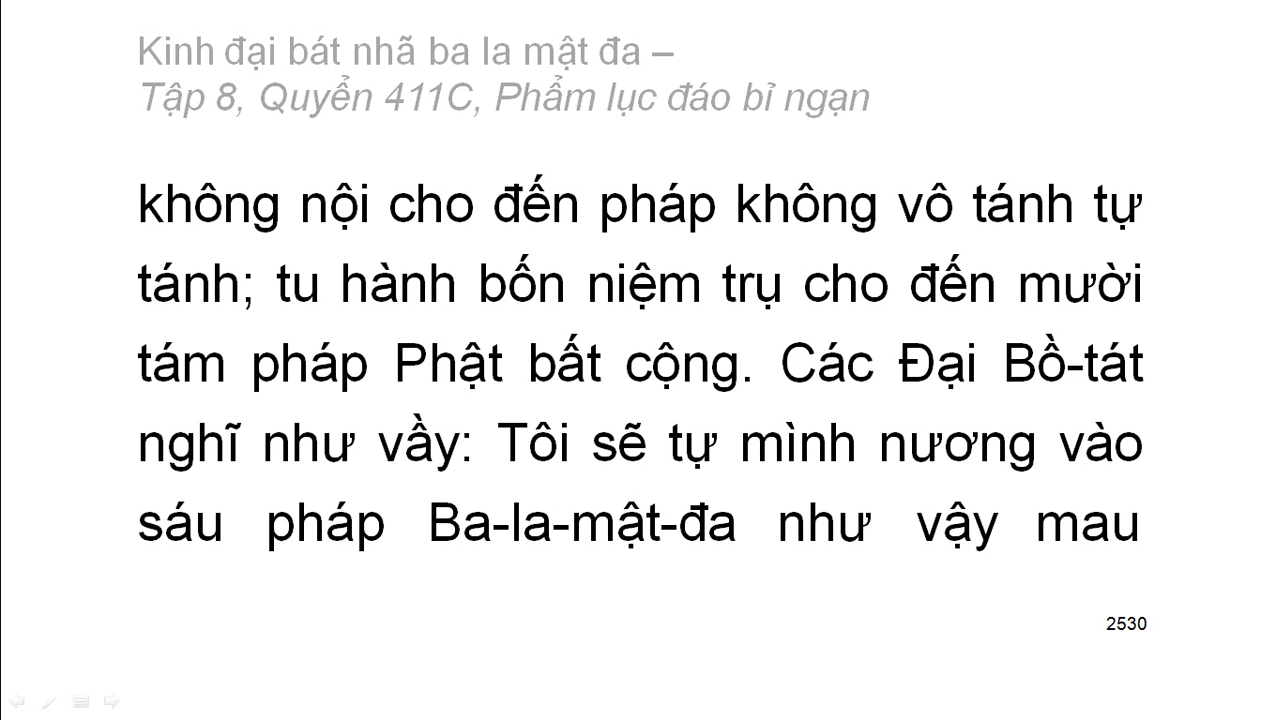 Kinh đại bát nhã ba la mật đa –
Tập 8, Quyển 411C, Phẩm lục đáo bỉ ngạn
không nội cho đến pháp không vô tánh tự
tánh; tu hành bốn niệm trụ cho đến mười
tám pháp Phật bất cộng. Các Đại Bồ-tát
nghĩ như vầy: Tôi sẽ tự mình nương vào
sáu pháp Ba-la-mật-đa như vậy mau
2530